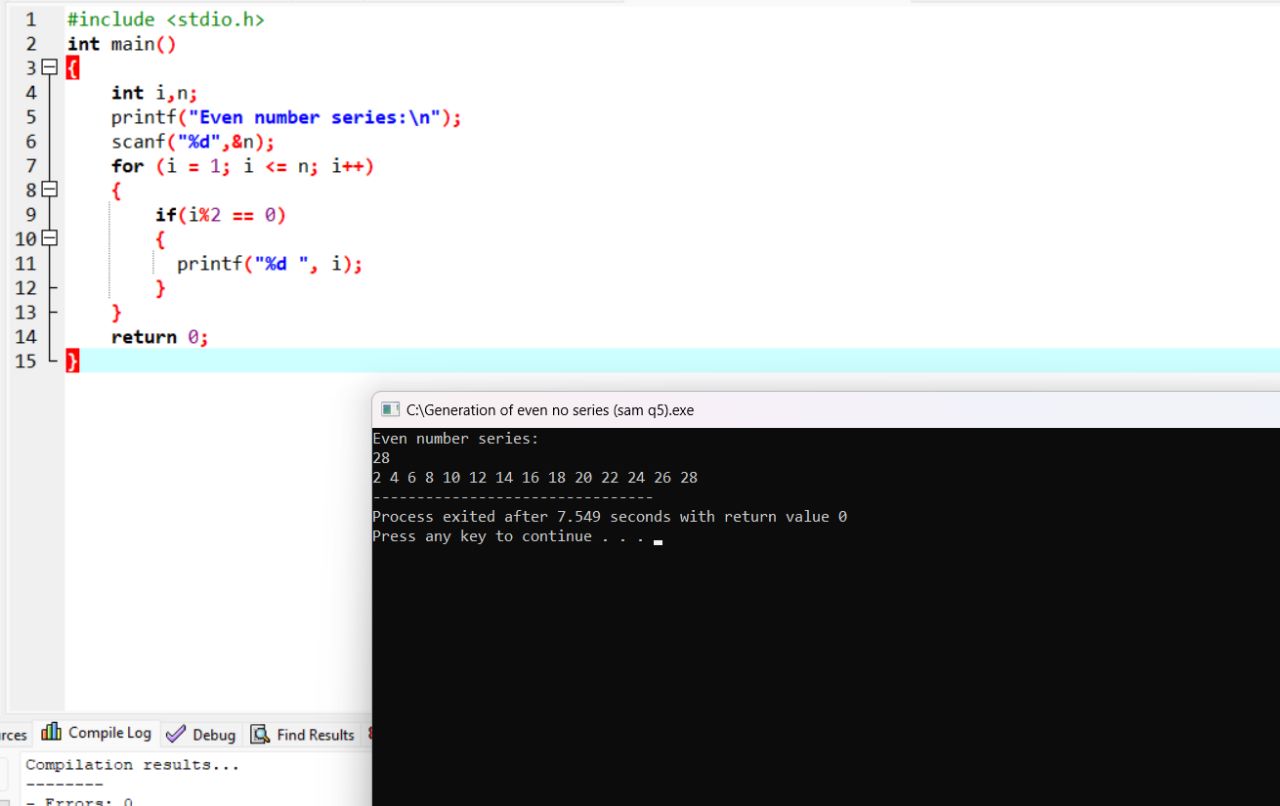 1 #include <stdio.h>
2 int main()
3 {
4 int i,n;
5 printf("Even number series:\n");
6 scanf("%d",&n);
7 for (i = 1; i <= n; i++)
8 {
9 if(i%2 == 0)
10 {
11 printf("%d ", i);
12 }
13 }
14 return 0;
15 }
C:\Generation of even no series (sam q5).exe
Even number series:
28
2 4 6 8 10 12 14 16 18 20 22 24 26 28
--------------------------------
Process exited after 7.549 seconds with return value 0
Press any key to continue . . .
rces Compile Log Debug Find Results
Compilation results...
--------
- Errors: 0